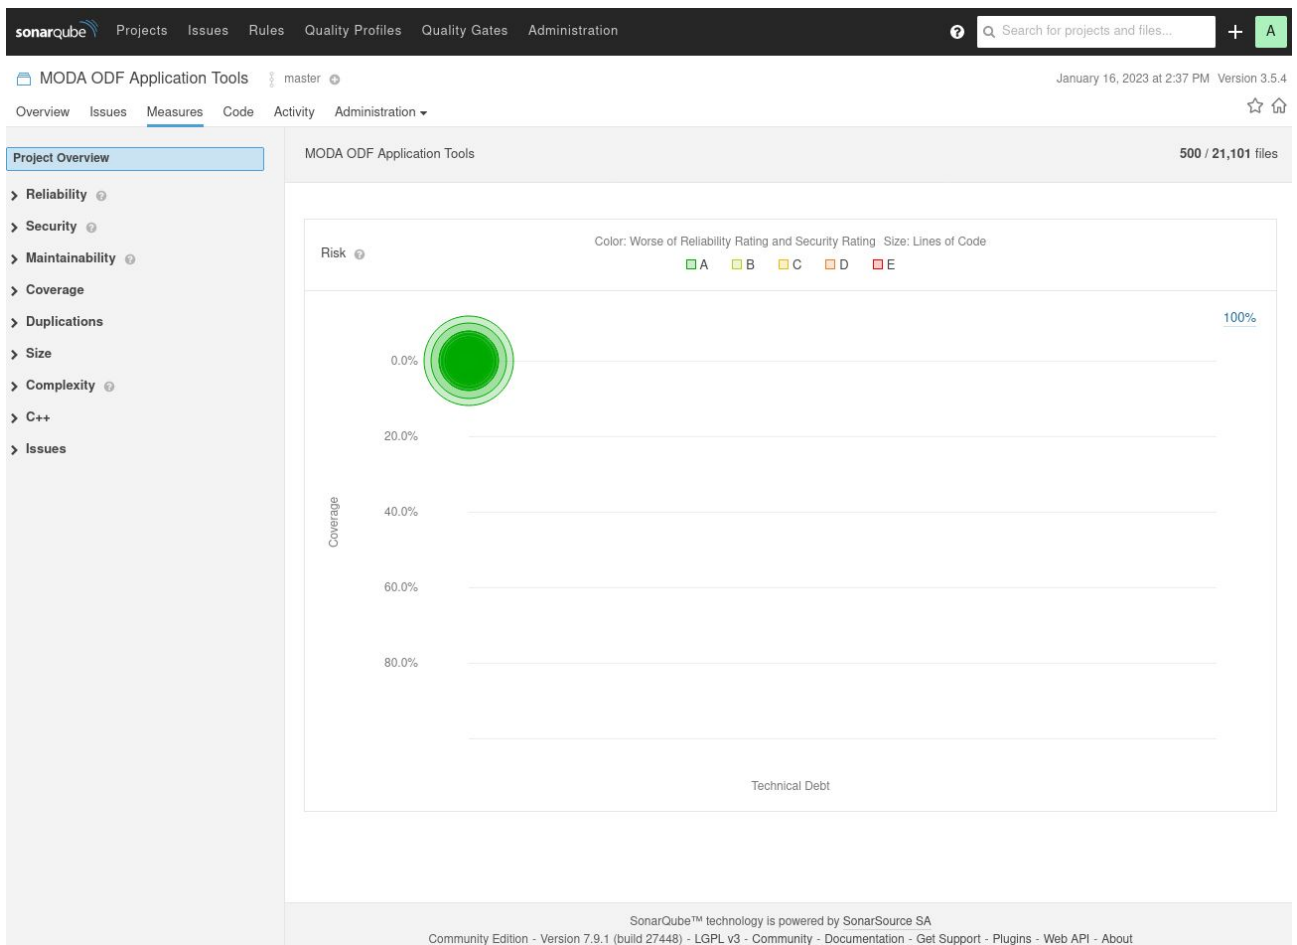 sonarqube Projects Issues Rules Quality Profiles Quality Gates Administration ? Search for projects and files... + A
MODA ODF Application Tools master January 16, 2023 at 2:37 PM Version 3.5.4
Overview Issues Measures Code Activity Administration
Project Overview
Reliability ?
Security ?
Maintainability ?
Coverage
Duplications
Size
Complexity ?
C++
Issues
MODA ODF Application Tools 500 / 21,101 files
Risk ?
Color: Worse of Reliability Rating and Security Rating Size: Lines of Code
A B C D E
100%
0.0%
20.0%
40.0%
60.0%
80.0%
Coverage
Technical Debt
SonarQube™ technology is powered by SonarSource SA
Community Edition - Version 7.9.1 (build 27448) - LGPL v3 - Community - Documentation - Get Support - Plugins - Web API - About